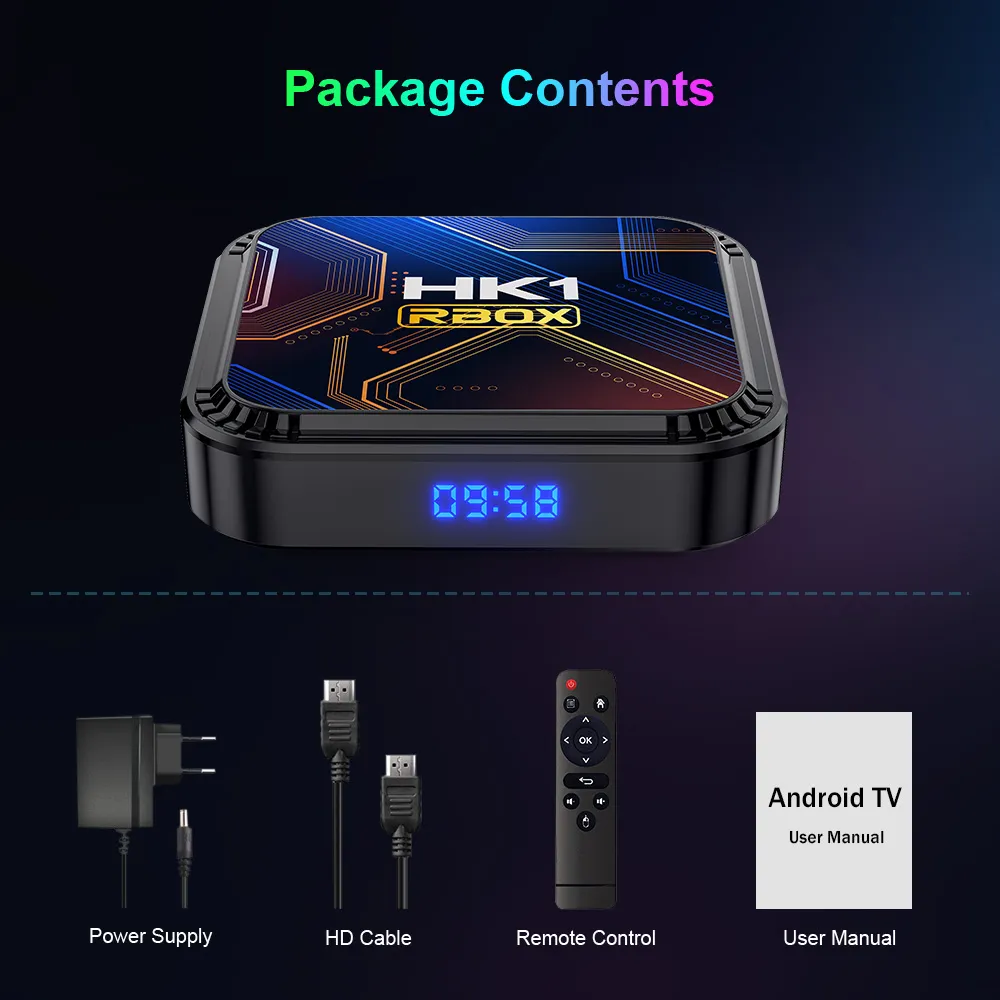 Package Contents
HK1
RBOX
09:58
OK
Android TV
User Manual
Power Supply
HD Cable
Remote Control
User Manual